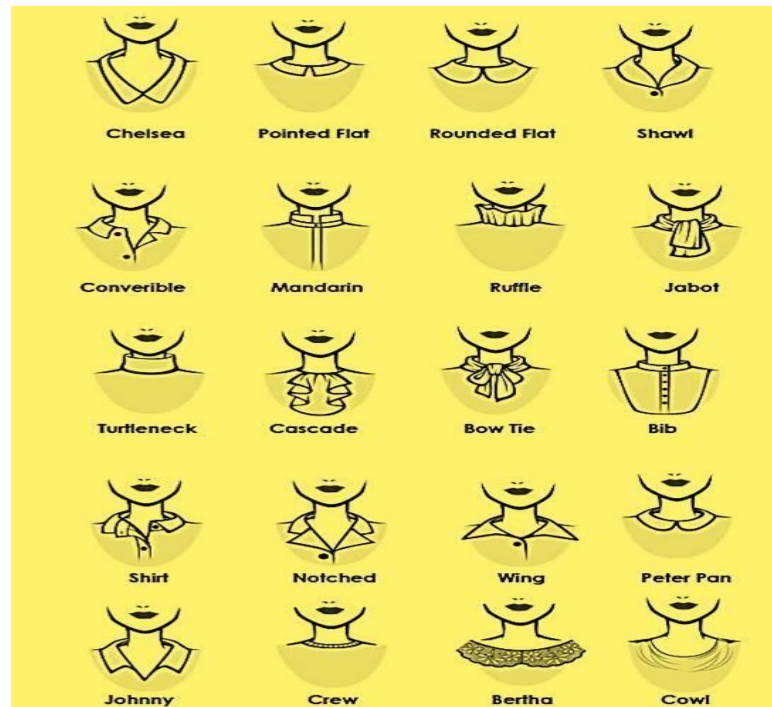 Chelsea Pointed Flat Rounded Flat Shawl
Converible Mandarin Ruffle Jabot
Turtleneck Cascade Bow Tie Bib
Shirt Notched Wing Peter Pan
Johnny Crew Bertha Cowl